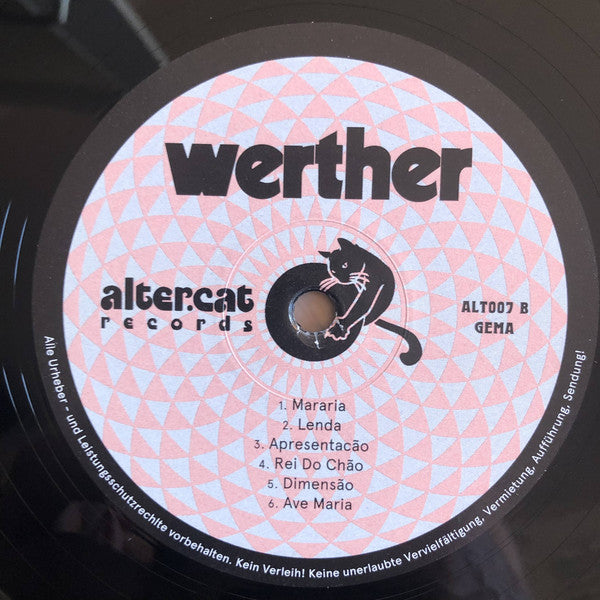 werther
alter.cat
records
ALT007 B
GEMA
1. Mararia
2. Lenda
3. Apresentacão
4. Rei Do Chão
5. Dimensão
6. Ave Maria
Alle Urheber - und Leistungsschutzrechlte vorbehalten. Kein Verleih! Keine unerlaubte Vervielfältigung, Vermietung, Aufführung, Sendung!